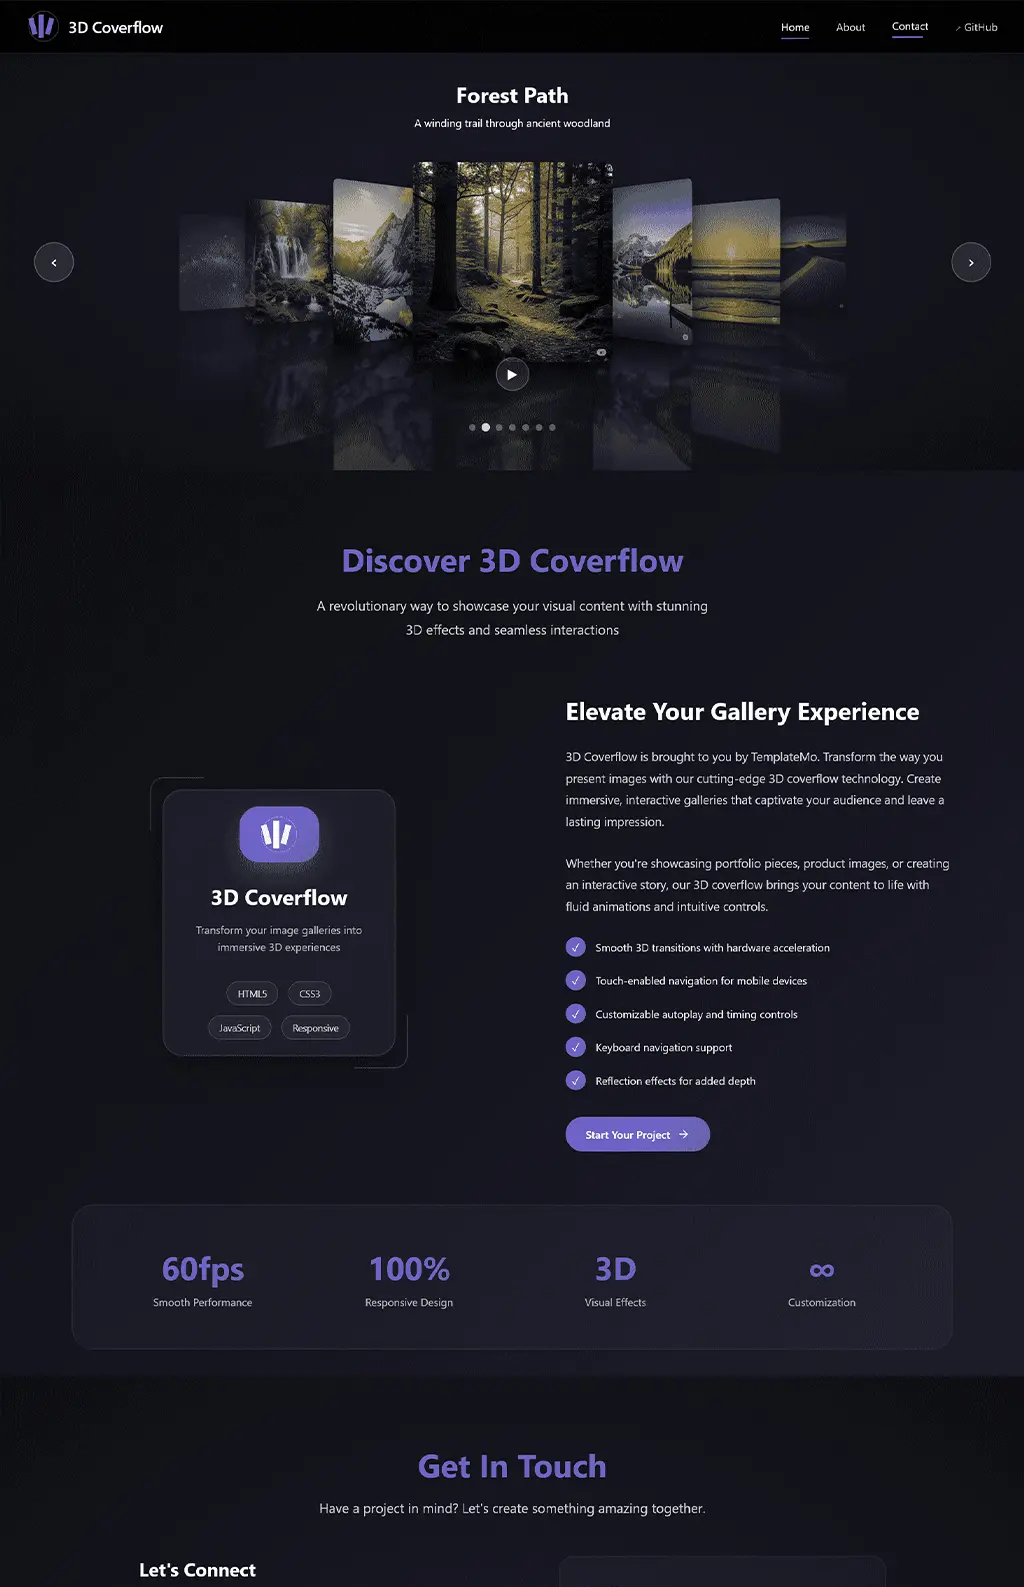 3D Coverflow
Home
About
Contact
GitHub
Forest Path
A winding trail through ancient woodland
Discover 3D Coverflow
A revolutionary way to showcase your visual content with stunning
3D effects and seamless interactions
3D Coverflow
Transform your image galleries into
immersive 3D experiences
HTML5
CSS3
JavaScript
Responsive
Elevate Your Gallery Experience
3D Coverflow is brought to you by TemplateMo. Transform the way you
present images with our cutting-edge 3D coverflow technology. Create
immersive, interactive galleries that captivate your audience and leave a
lasting impression.
Whether you're showcasing portfolio pieces, product images, or creating
an interactive story, our 3D coverflow brings your content to life with
fluid animations and intuitive controls.
✓ Smooth 3D transitions with hardware acceleration
✓ Touch-enabled navigation for mobile devices
✓ Customizable autoplay and timing controls
✓ Keyboard navigation support
✓ Reflection effects for added depth
Start Your Project →
60fps
Smooth Performance
100%
Responsive Design
3D
Visual Effects
∞
Customization
Get In Touch
Have a project in mind? Let's create something amazing together.
Let's Connect